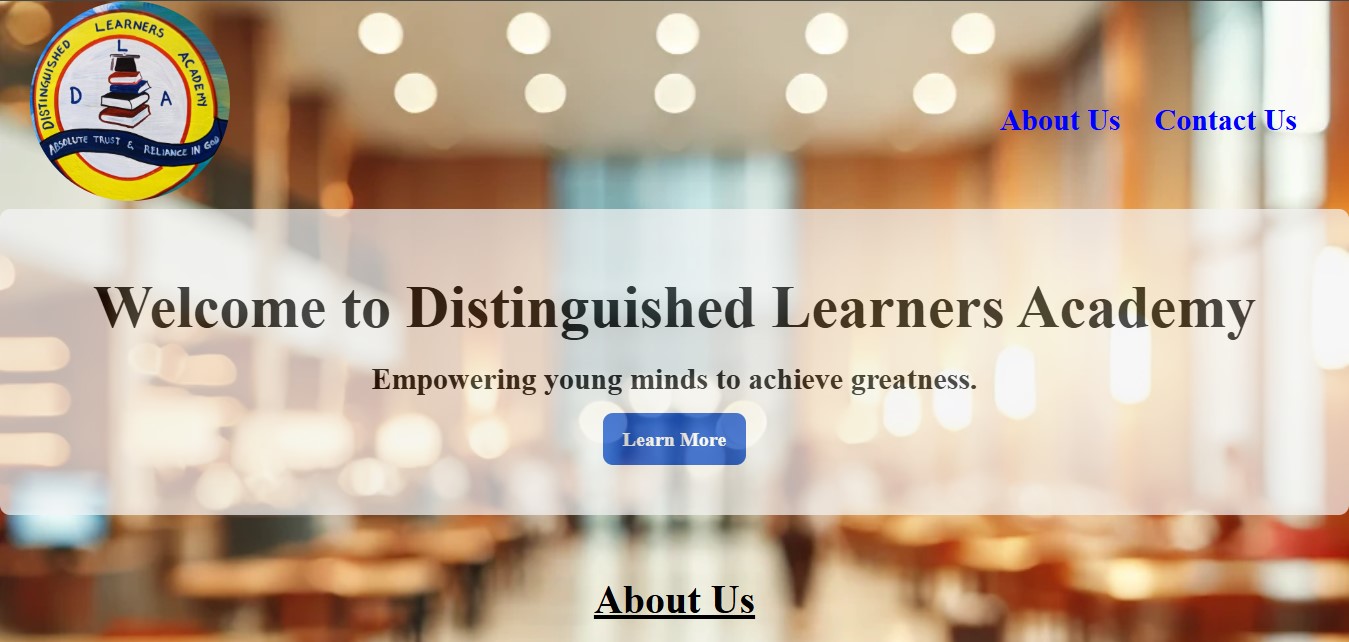 DISTINGUISHED LEARNERS ACADEMY
L
D A
ABSOLUTE TRUST & RELIANCE IN GOD
About Us Contact Us
Welcome to Distinguished Learners Academy
Empowering young minds to achieve greatness.
Learn More
About Us